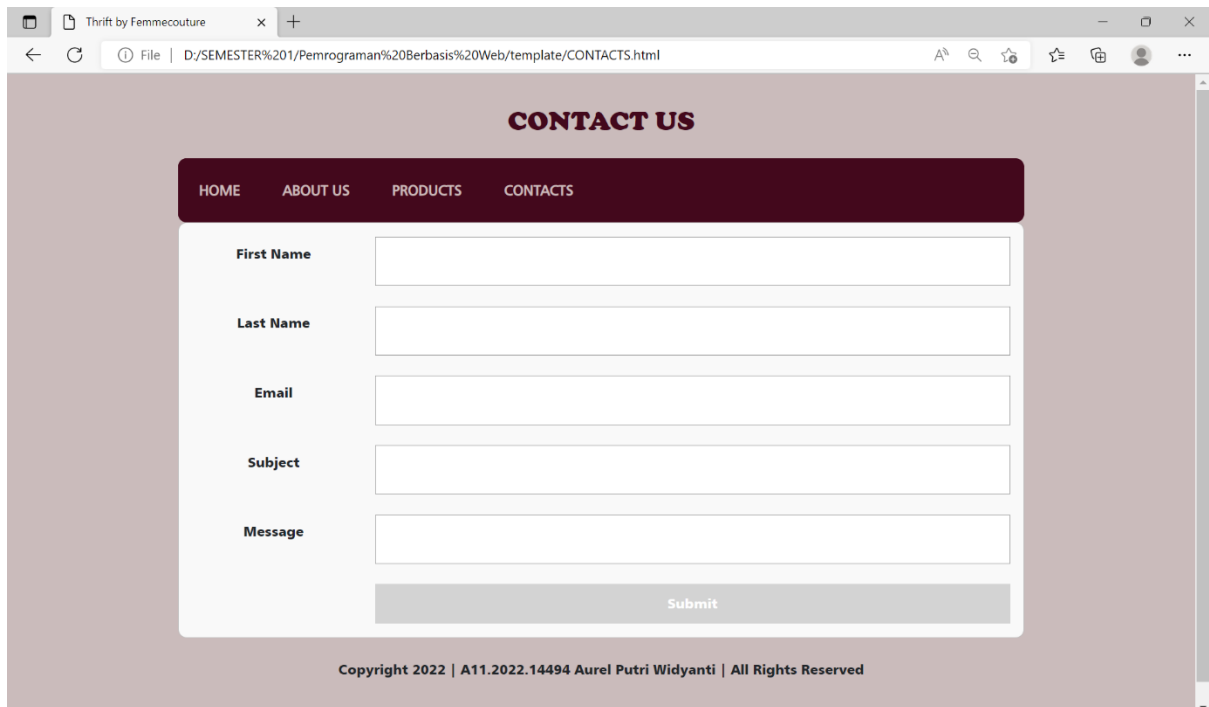 Thrift by Femmecouture
File | D:/SEMESTER%201/Pemrograman%20Berbasis%20Web/template/CONTACTS.html
CONTACT US
HOME ABOUT US PRODUCTS CONTACTS
First Name
Last Name
Email
Subject
Message
Submit
Copyright 2022 | A11.2022.14494 Aurel Putri Widyanti | All Rights Reserved